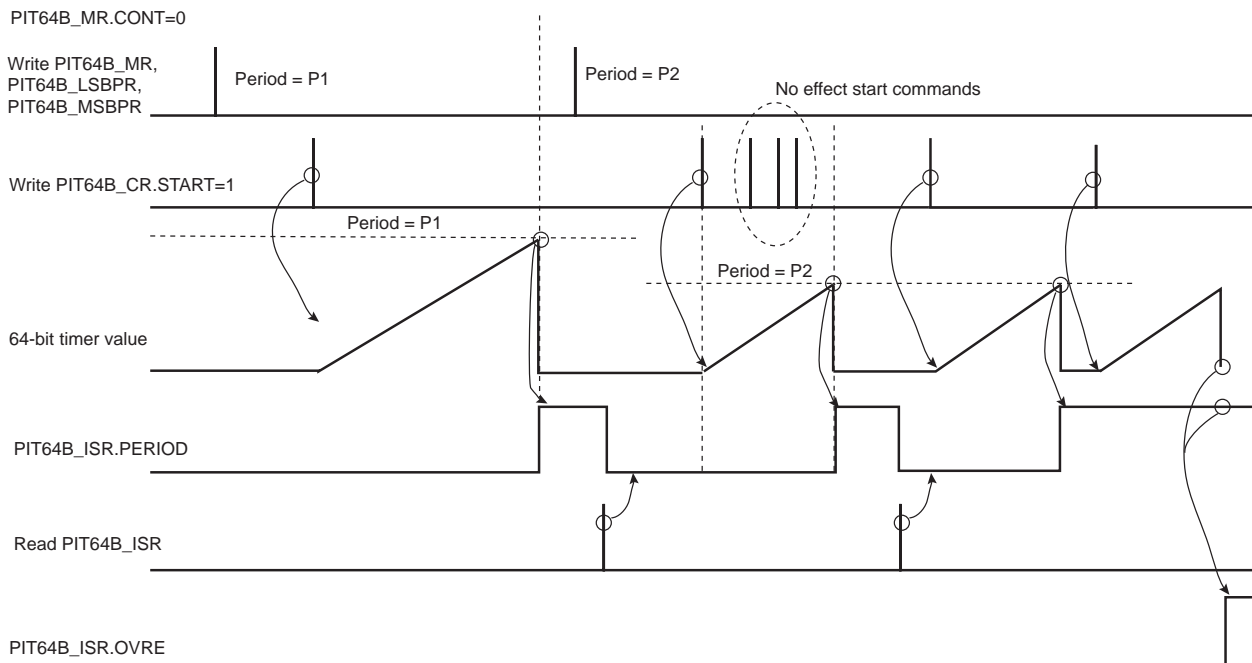 PIT64B_MR.CONT=0
Write PIT64B_MR,
PIT64B_LSBPR,
PIT64B_MSBPR
Period = P1
Period = P2
No effect start commands
Write PIT64B_CR.START=1
Period = P1
Period = P2
64-bit timer value
PIT64B_ISR.PERIOD
Read PIT64B_ISR
PIT64B_ISR.OVRE